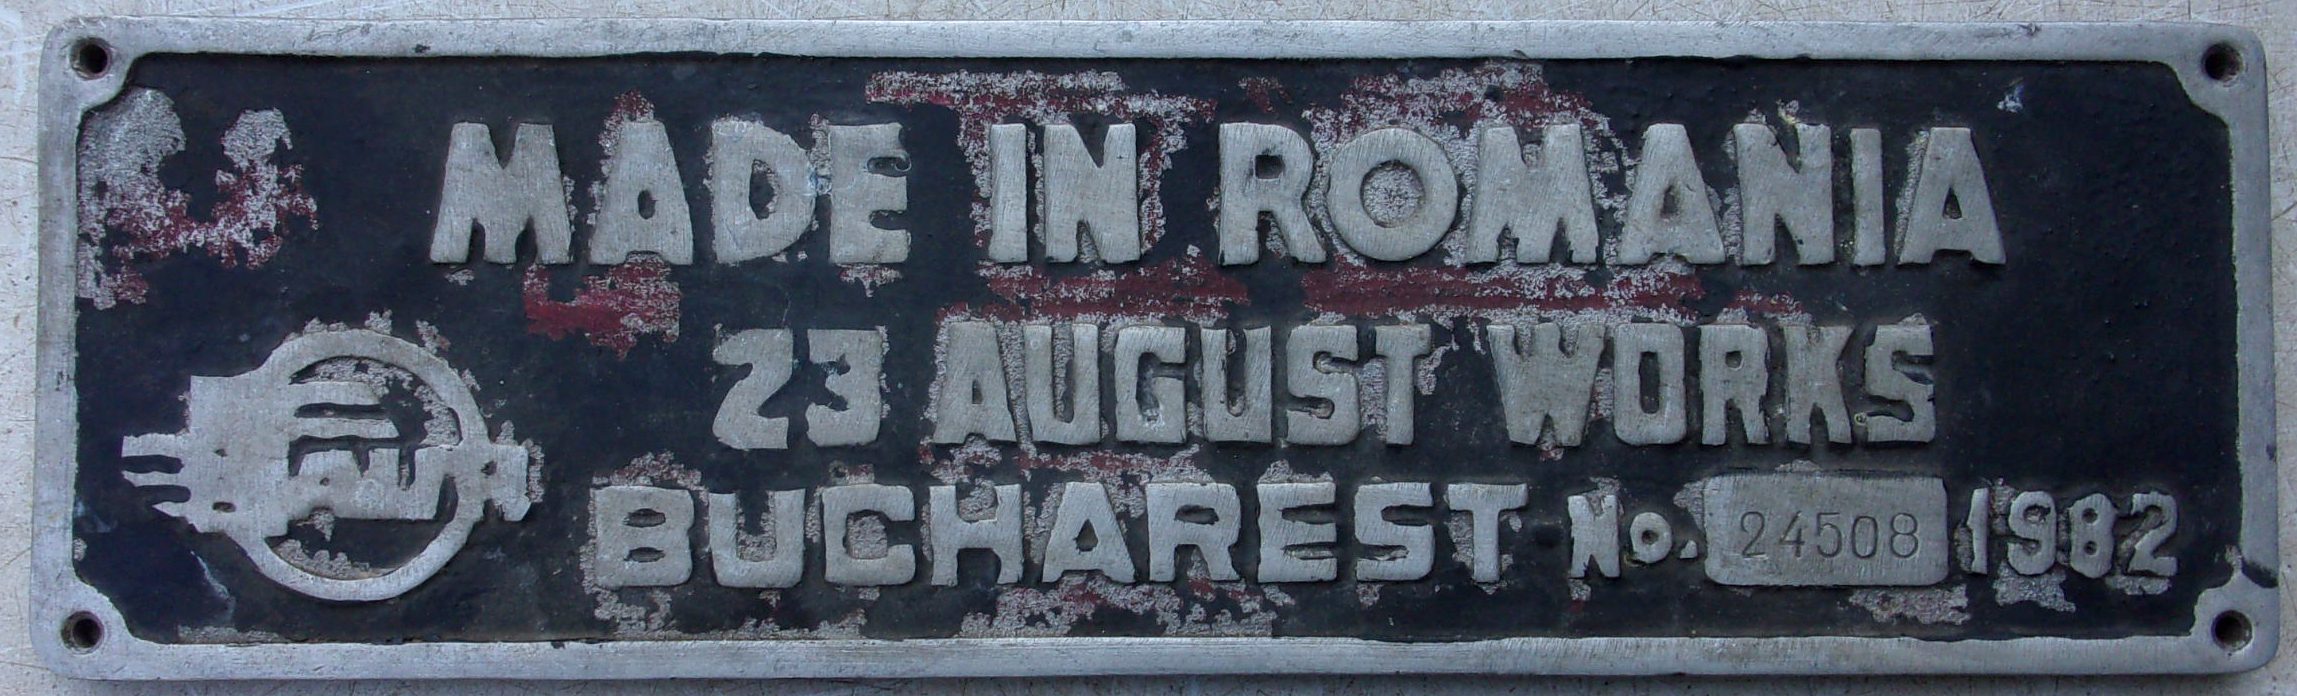 MADE IN ROMANIA
23 AUGUST WORKS
BUCHAREST No. 24508 1982